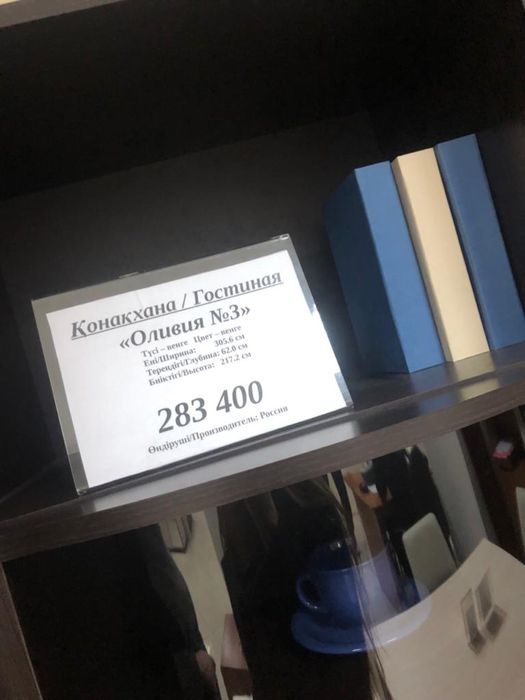 Қонақхана / Гостиная
«Оливия №3»
Түсі – венге Цвет – венге
Ені/Ширина: 305.6 см
Тереңдігі/Глубина: 62.0 см
Биіктігі/Высота: 217.2 см
283 400
Өндіруші/Производитель: Россия